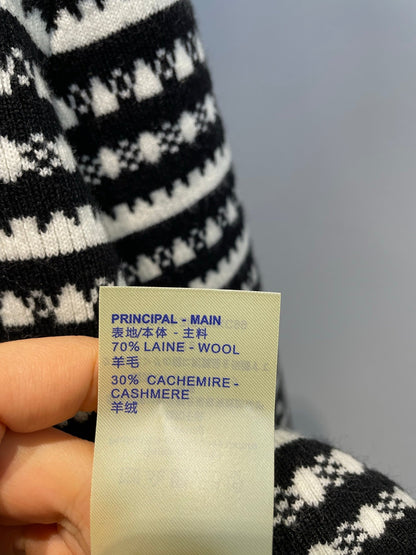 PRINCIPAL - MAIN
表地/本体 - 主料
70% LAINE - WOOL
羊毛
30% CACHEMIRE -
CASHMERE
羊绒